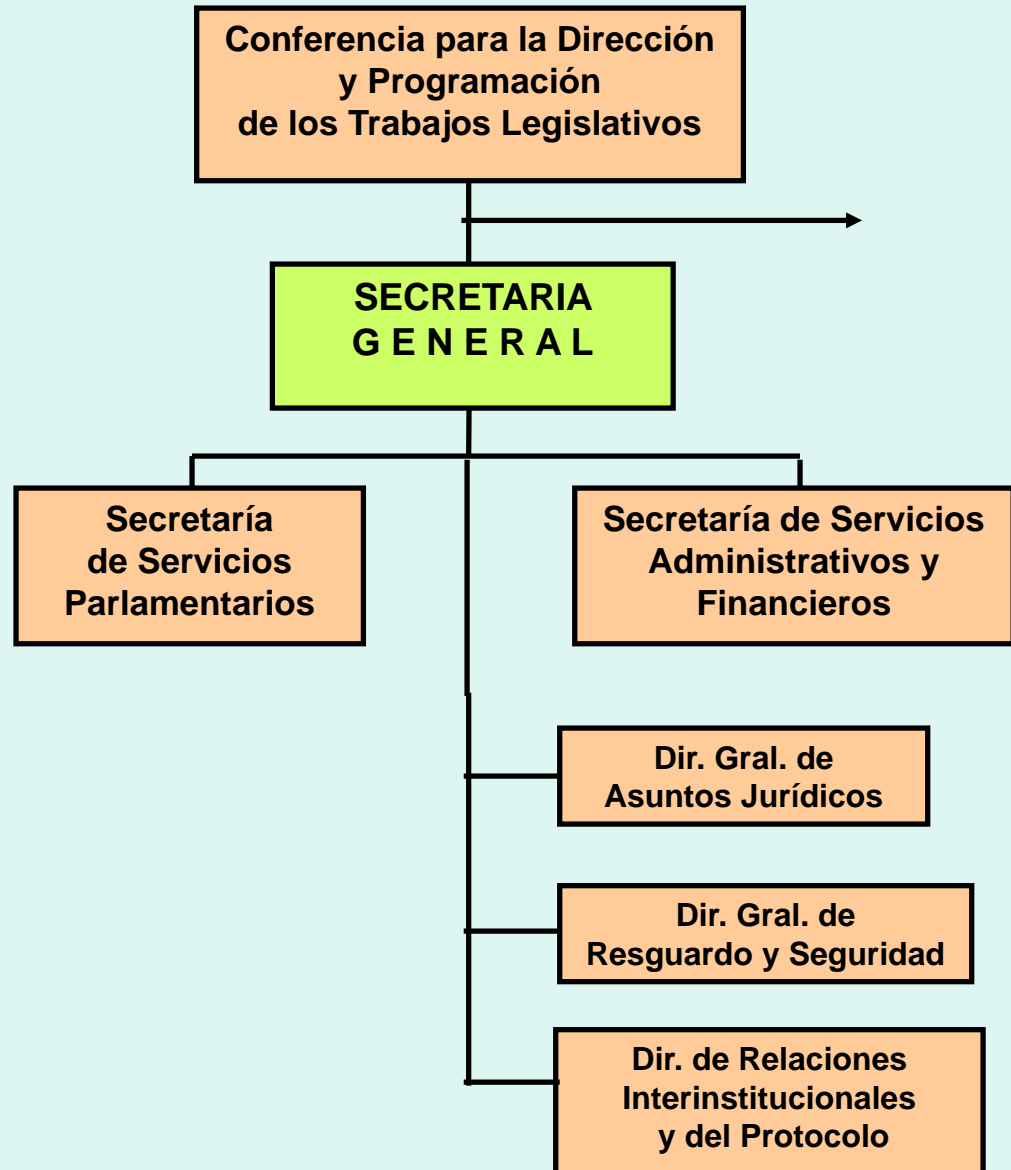 Conferencia para la Dirección
y Programación
de los Trabajos Legislativos
SECRETARIA
G E N E R A L
Secretaría
de Servicios
Parlamentarios
Secretaría de Servicios
Administrativos y
Financieros
Dir. Gral. de
Asuntos Jurídicos
Dir. Gral. de
Resguardo y Seguridad
Dir. de Relaciones
Interinstitucionales
y del Protocolo